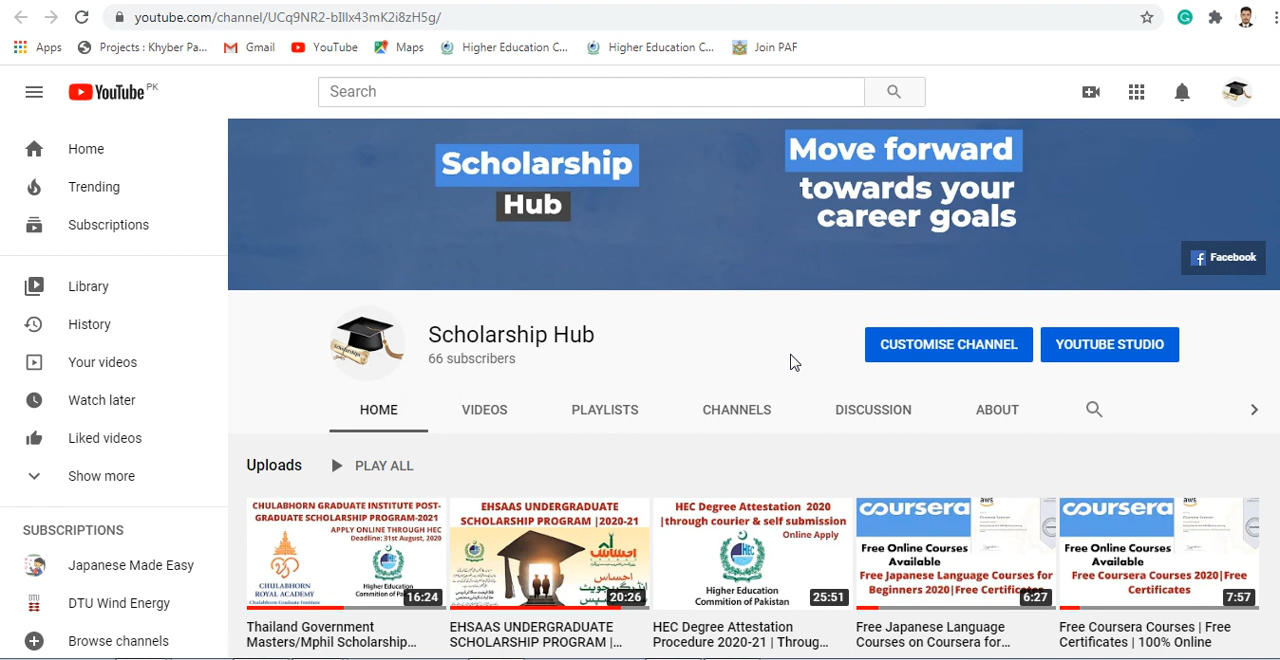 youtube.com/channel/UCq9NR2-bIllx43mK2i8zH5g/
Apps
Projects : Khyber Pa...
Gmail
YouTube
Maps
Higher Education C...
Higher Education C...
Join PAF
YouTube PK
Search
Home
Trending
Subscriptions
Library
History
Your videos
Watch later
Liked videos
Show more
SUBSCRIPTIONS
Japanese Made Easy
DTU Wind Energy
Browse channels
Scholarship
Hub
Move forward
towards your
career goals
Facebook
Scholarship Hub
66 subscribers
CUSTOMISE CHANNEL
YOUTUBE STUDIO
HOME
VIDEOS
PLAYLISTS
CHANNELS
DISCUSSION
ABOUT
Uploads
PLAY ALL
CHULABHORN GRADUATE INSTITUTE POST-
GRADUATE SCHOLARSHIP PROGRAM-2021
APPLY ONLINE THROUGH HEC
Deadline: 31st August, 2020
CHULABHORN
ROYAL ACADEMY
Chulabhorn Graduate Institute
Higher Education
Commition of Pakistan
16:24
Thailand Government
Masters/Mphil Scholarship...
EHSAAS UNDERGRADUATE
SCHOLARSHIP PROGRAM |2020-21
احساس
احساس
20:26
EHSAAS UNDERGRADUATE
SCHOLARSHIP PROGRAM |...
HEC Degree Attestation 2020
|through courier & self submission
Online Apply
HEC
Higher Education
Commition of Pakistan
25:51
HEC Degree Attestation
Procedure 2020-21 | Throug...
coursera
aws
Free Online Courses
Available
Free Japanese Language Courses for
Beginners 2020|Free Certificates
6:27
Free Japanese Language
Courses on Coursera for...
coursera
aws
Free Online Courses
Available
Free Coursera Courses 2020|Free
Certificates
7:57
Free Coursera Courses | Free
Certificates | 100% Online